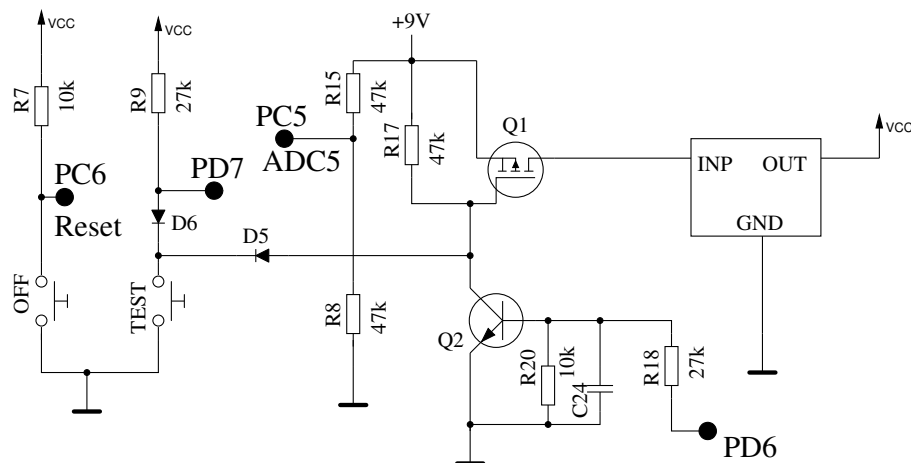 VCC
VCC
+9V
VCC
R7
10k
R9
27k
R15
47k
R17
47k
Q1
PC5
ADC5
INP
OUT
GND
PC6
Reset
PD7
D6
D5
OFF
TEST
R8
47k
Q2
R20
10k
C24
R18
27k
PD6